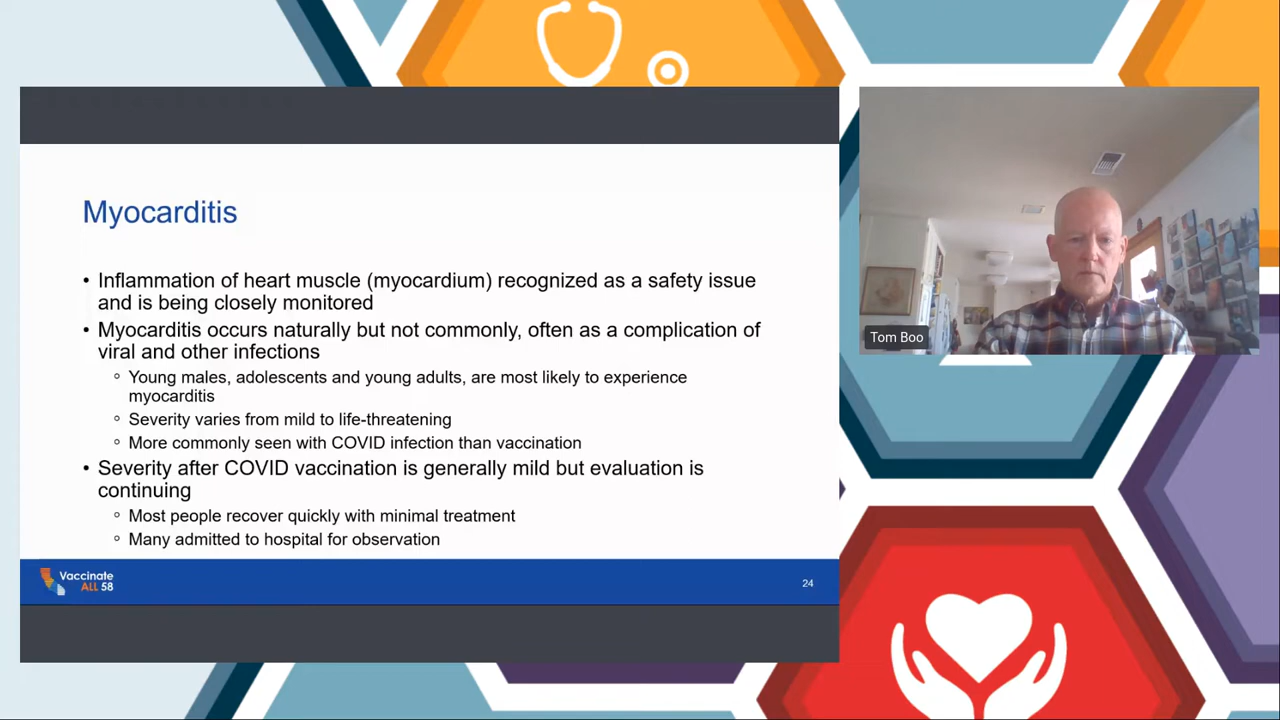 Myocarditis
• Inflammation of heart muscle (myocardium) recognized as a safety issue
and is being closely monitored
• Myocarditis occurs naturally but not commonly, often as a complication of
viral and other infections
◦ Young males, adolescents and young adults, are most likely to experience
myocarditis
◦ Severity varies from mild to life-threatening
◦ More commonly seen with COVID infection than vaccination
• Severity after COVID vaccination is generally mild but evaluation is
continuing
◦ Most people recover quickly with minimal treatment
◦ Many admitted to hospital for observation
Vaccinate
ALL 58
24
Tom Boo